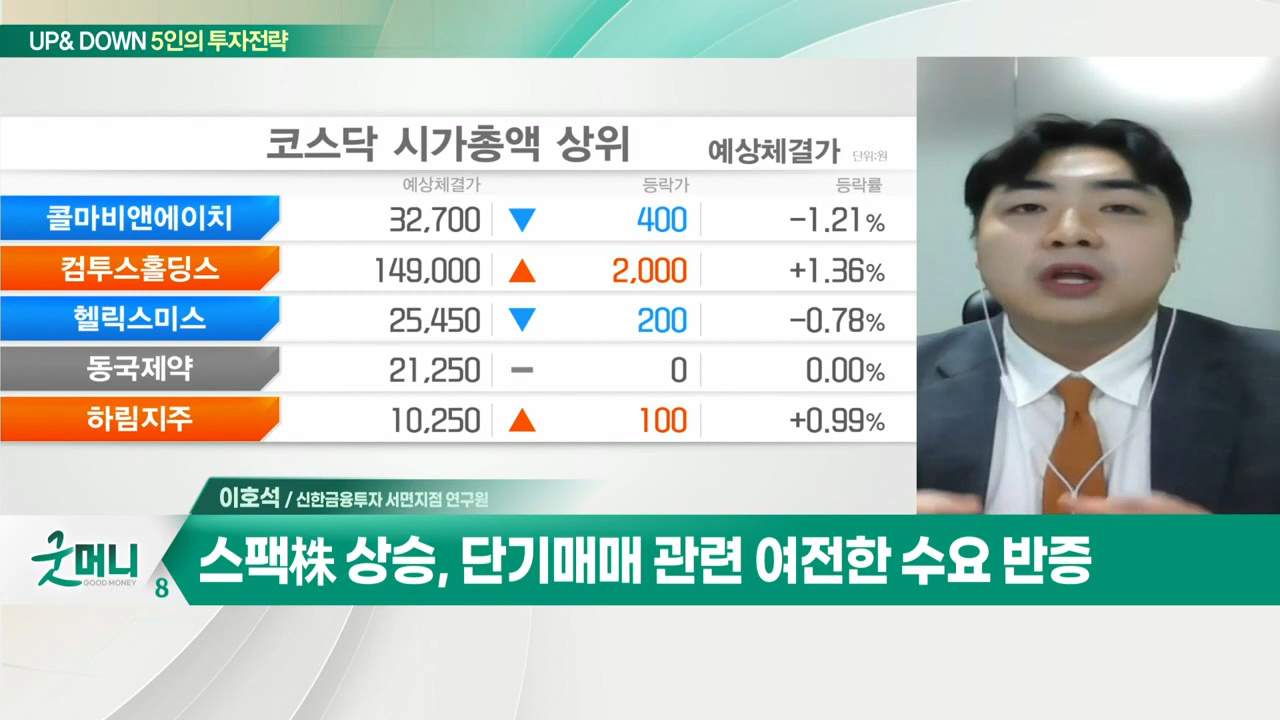 UP& DOWN 5인의 투자전략
코스닥 시가총액 상위 예상체결가 단위:원
예상체결가 등락가 등락률
콜마비앤에이치 32,700 ▼ 400 -1.21%
컴투스홀딩스 149,000 ▲ 2,000 +1.36%
헬릭스미스 25,450 ▼ 200 -0.78%
동국제약 21,250 - 0 0.00%
하림지주 10,250 ▲ 100 +0.99%
이호석 / 신한금융투자 서면지점 연구원
굿머니 GOOD MONEY 8
스팩株 상승, 단기매매 관련 여전한 수요 반증